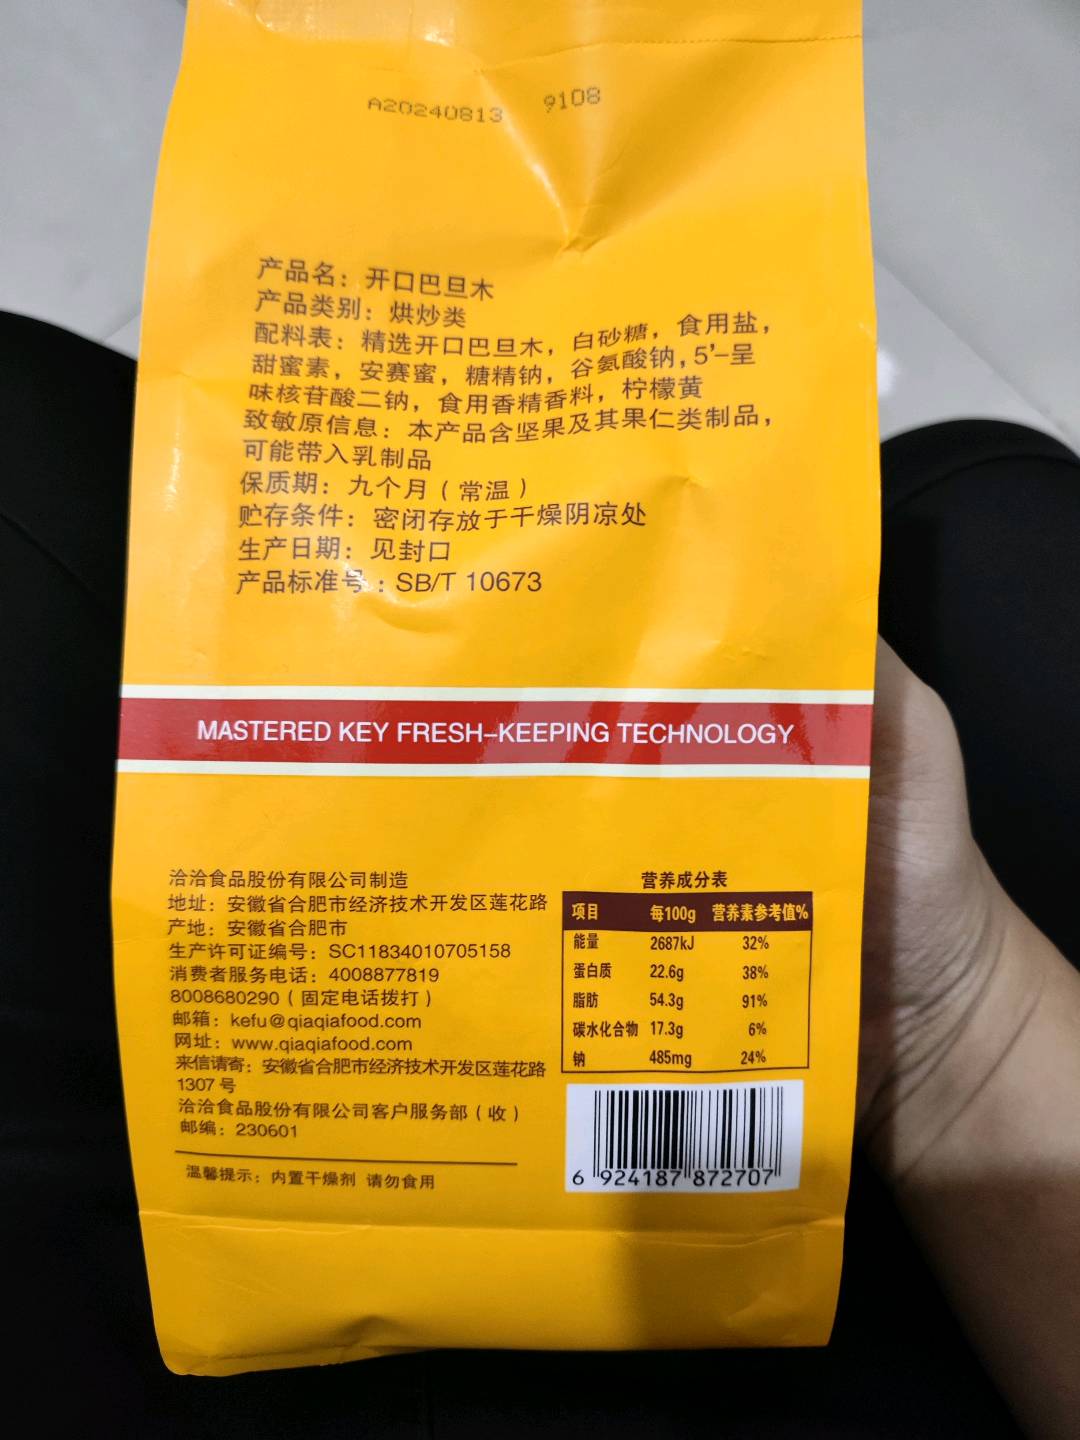 A20240813 9108
产品名：开口巴旦木
产品类别：烘炒类
配料表：精选开口巴旦木，白砂糖，食用盐，
甜蜜素，安赛蜜，糖精钠，谷氨酸钠，5’-呈
味核苷酸二钠，食用香精香料，柠檬黄
致敏原信息：本产品含坚果及其果仁类制品，
可能带入乳制品
保质期：九个月（常温）
贮存条件：密闭存放于干燥阴凉处
生产日期：见封口
产品标准号：SB/T 10673
MASTERED KEY FRESH-KEEPING TECHNOLOGY
洽洽食品股份有限公司制造
地址：安徽省合肥市经济技术开发区莲花路
产地：安徽省合肥市
生产许可证编号：SC11834010705158
消费者服务电话：4008877819
8008680290（固定电话拨打）
邮箱：kefu@qiaqiafood.com
网址：www.qiaqiafood.com
来信请寄：安徽省合肥市经济技术开发区莲花路
1307 号
洽洽食品股份有限公司客户服务部（收）
邮编：230601
温馨提示：内置干燥剂 请勿食用
营养成分表
项目 每100g 营养素参考值%
能量 2687kJ 32%
蛋白质 22.6g 38%
脂肪 54.3g 91%
碳水化合物 17.3g 6%
钠 485mg 24%
6 924187 872707